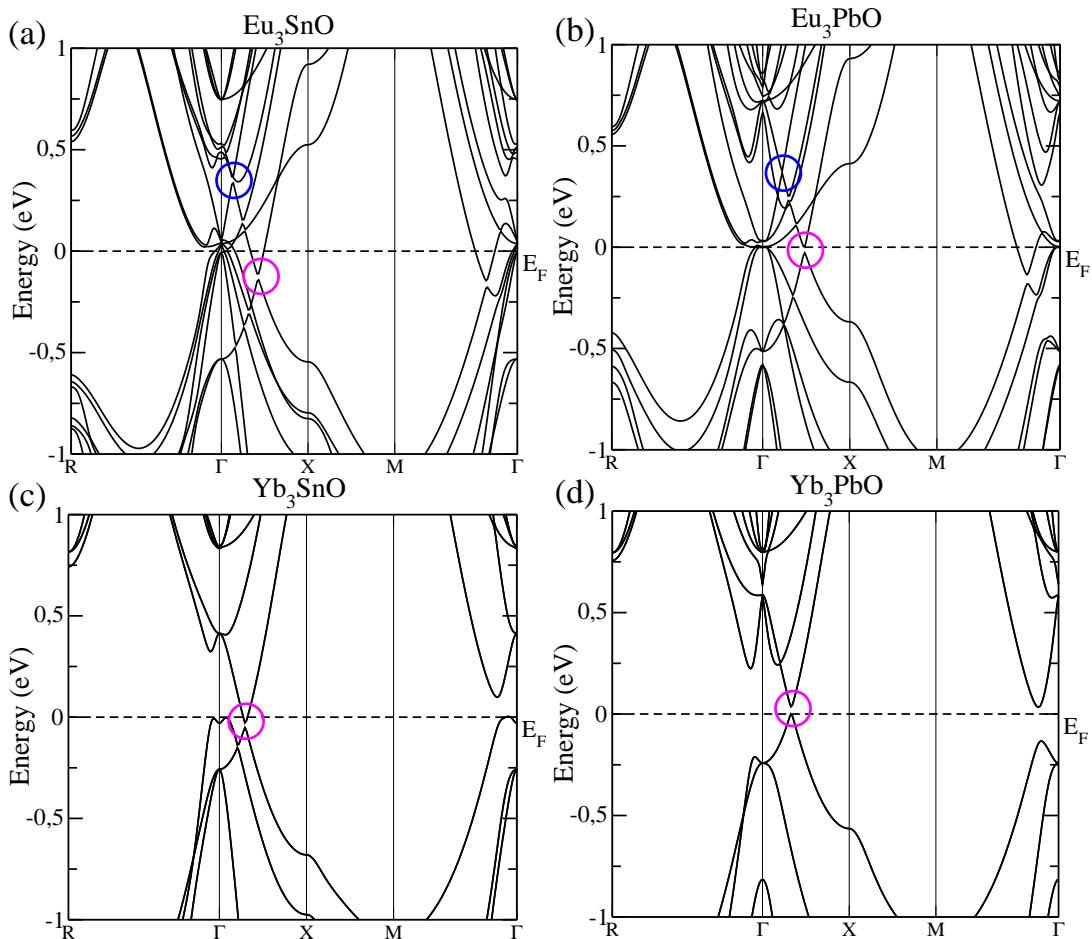 (a) Eu3SnO
1
0,5
0
-0,5
-1
Energy (eV)
EF
R Γ X M Γ
(b) Eu3PbO
1
0,5
0
-0,5
-1
Energy (eV)
EF
R Γ X M Γ
(c) Yb3SnO
1
0,5
0
-0,5
-1
Energy (eV)
EF
R Γ X M Γ
(d) Yb3PbO
1
0,5
0
-0,5
-1
Energy (eV)
EF
R Γ X M Γ